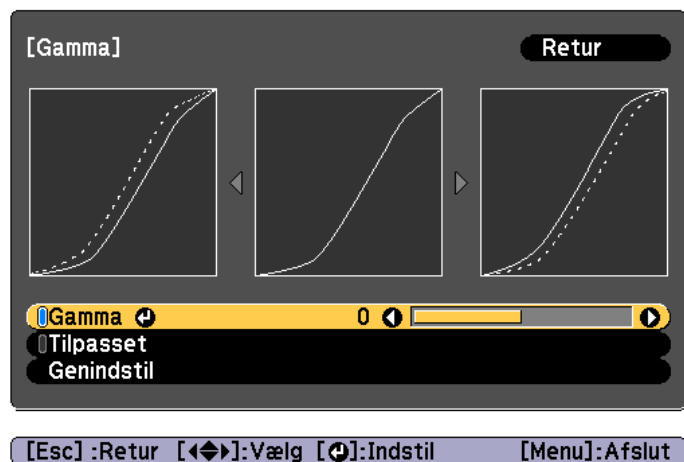 [Gamma] Retur
Gamma 0
Tilpasset
Genindstil
[Esc] :Retur [ ]:Vælg [ ]:Indstil [Menu]:Afslut